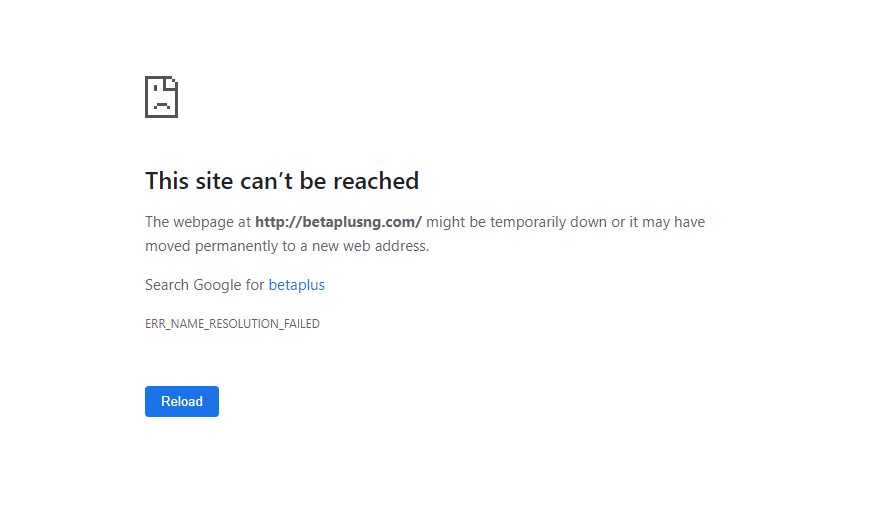 This site can’t be reached
The webpage at http://betaplusng.com/ might be temporarily down or it may have
moved permanently to a new web address.
Search Google for betaplus
ERR_NAME_RESOLUTION_FAILED
Reload